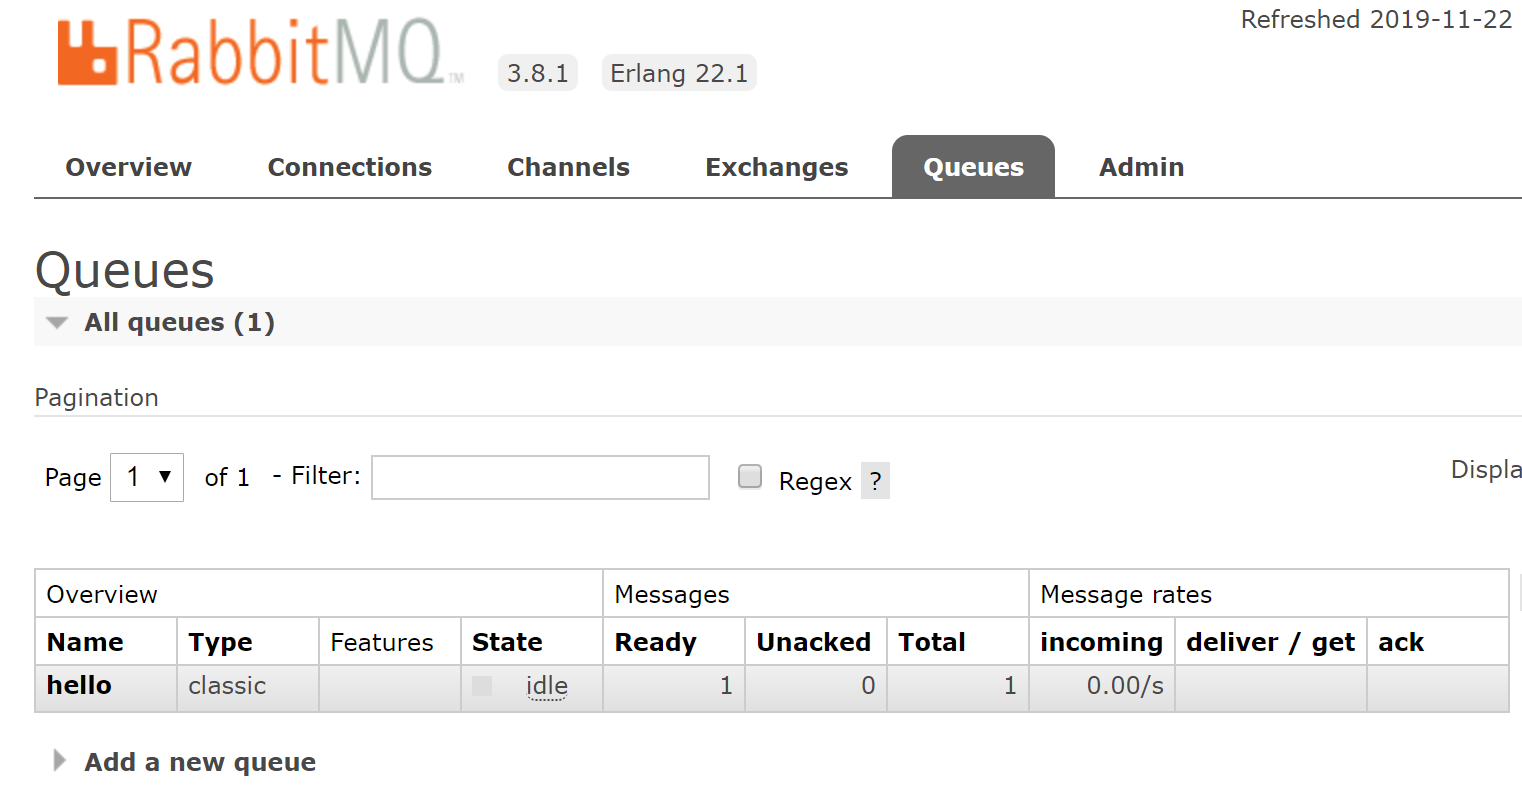 Refreshed 2019-11-22
RabbitMQ™ 3.8.1 Erlang 22.1
Overview Connections Channels Exchanges Queues Admin
Queues
All queues (1)
Pagination
Page 1 of 1 - Filter: Regex ?
Displa
Overview Messages Message rates
Name Type Features State Ready Unacked Total incoming deliver / get ack
hello classic idle 1 0 1 0.00/s
Add a new queue